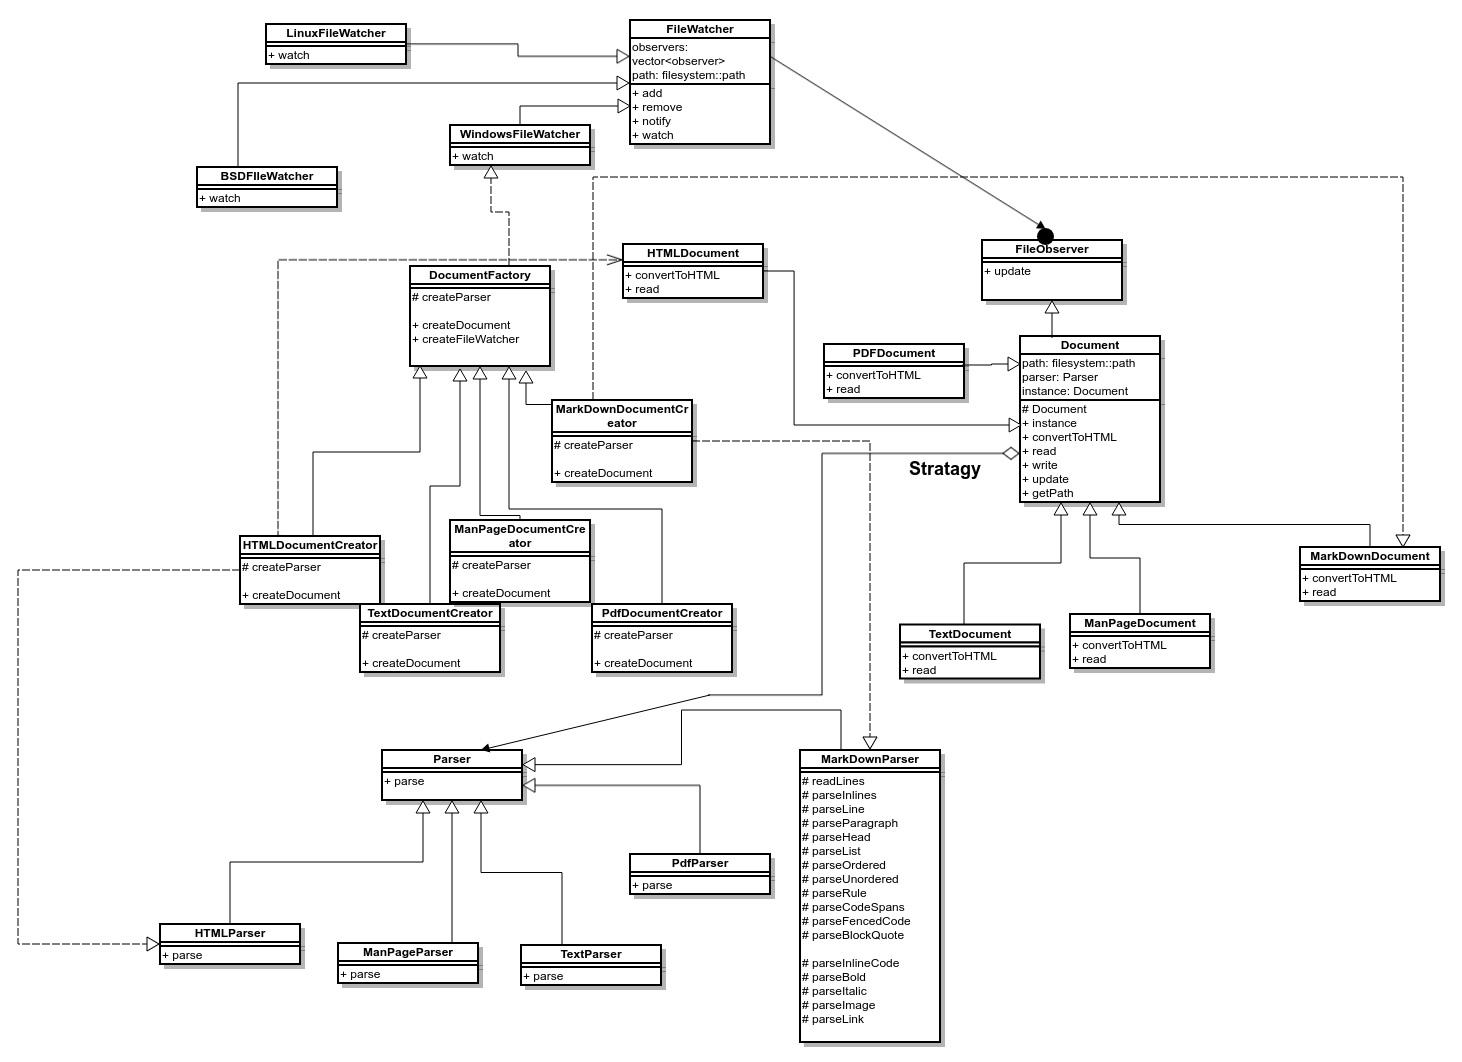 LinuxFileWatcher
+ watch
FileWatcher
observers:
vector<observer>
path: filesystem::path
+ add
+ remove
+ notify
+ watch
WindowsFileWatcher
+ watch
BSDFIleWatcher
+ watch
HTMLDocument
+ convertToHTML
+ read
FileObserver
+ update
DocumentFactory
# createParser
+ createDocument
+ createFileWatcher
PDFDocument
+ convertToHTML
+ read
Document
path: filesystem::path
parser: Parser
instance: Document
# Document
+ instance
+ convertToHTML
+ read
+ write
+ update
+ getPath
MarkDownDocumentCr
eator
# createParser
+ createDocument
Stratagy
HTMLDocumentCreator
# createParser
+ createDocument
ManPageDocumentCre
ator
# createParser
+ createDocument
TextDocumentCreator
# createParser
+ createDocument
PdfDocumentCreator
# createParser
+ createDocument
MarkDownDocument
+ convertToHTML
+ read
TextDocument
+ convertToHTML
+ read
ManPageDocument
+ convertToHTML
+ read
Parser
+ parse
MarkDownParser
# readLines
# parseInlines
# parseLine
# parseParagraph
# parseHead
# parseList
# parseOrdered
# parseUnordered
# parseRule
# parseCodeSpans
# parseFencedCode
# parseBlockQuote
# parseInlineCode
# parseBold
# parseItalic
# parseImage
# parseLink
PdfParser
+ parse
HTMLParser
+ parse
ManPageParser
+ parse
TextParser
+ parse